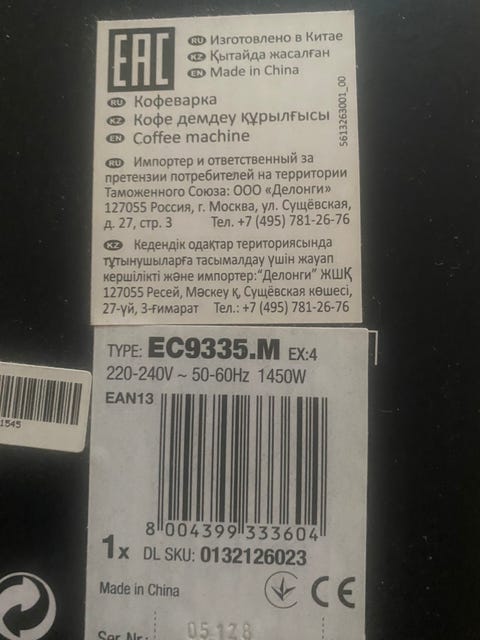 EAC
RU Изготовлено в Китае
KZ Қытайда жасалған
EN Made in China
RU Кофеварка
KZ Кофе демдеу құрылғысы
EN Coffee machine
5613263001_00
RU Импортер и ответственный за
претензии потребителей на территории
Таможенного Союза: ООО «Делонги»
127055 Россия, г. Москва, ул. Сущёвская,
д. 27, стр. 3 Тел. +7 (495) 781-26-76
KZ Кедендік одақтар територияcында
тұтынушыларға тасымалдау үшін жауап
кершілікті және импортер:"Делонги" ЖШҚ
127055 Ресей, Мәскеу қ, Сущёвская көшесі,
27-үй, 3-ғимарат Тел.: +7 (495) 781-26-76
TYPE: EC9335.M EX:4
220-240V ~ 50-60Hz 1450W
EAN13
8 004399 333604
1x DL SKU: 0132126023
Made in China
CE
Ser. Nr.
1545